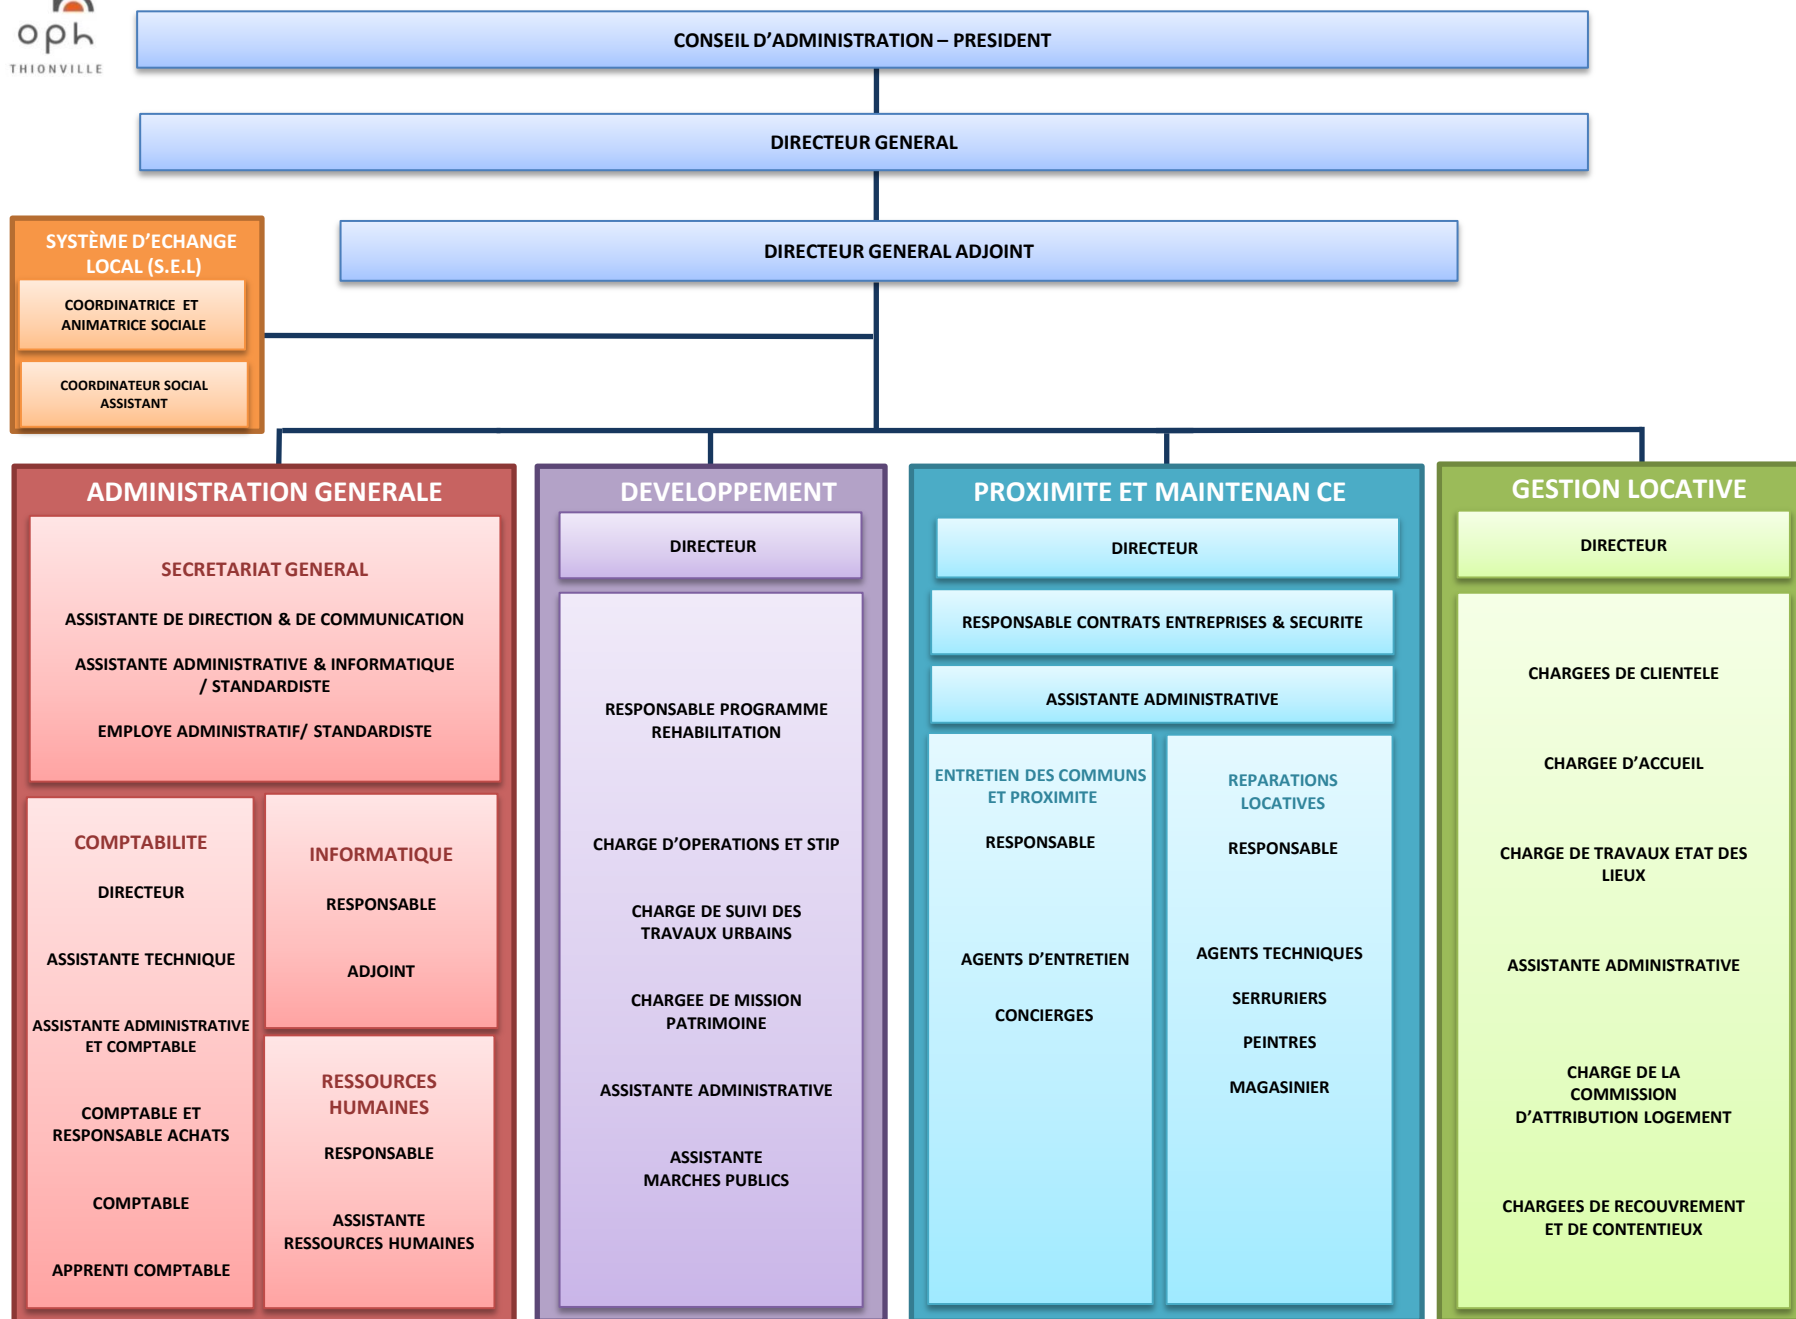 oph
THIONVILLE
CONSEIL D'ADMINISTRATION – PRESIDENT
DIRECTEUR GENERAL
DIRECTEUR GENERAL ADJOINT
SYSTÈME D'ECHANGE
LOCAL (S.E.L)
COORDINATRICE ET
ANIMATRICE SOCIALE
COORDINATEUR SOCIAL
ASSISTANT
ADMINISTRATION GENERALE
SECRETARIAT GENERAL
ASSISTANTE DE DIRECTION & DE COMMUNICATION
ASSISTANTE ADMINISTRATIVE & INFORMATIQUE
/ STANDARDISTE
EMPLOYE ADMINISTRATIF/ STANDARDISTE
COMPTABILITE
DIRECTEUR
ASSISTANTE TECHNIQUE
ASSISTANTE ADMINISTRATIVE
ET COMPTABLE
COMPTABLE ET
RESPONSABLE ACHATS
COMPTABLE
APPRENTI COMPTABLE
INFORMATIQUE
RESPONSABLE
ADJOINT
RESSOURCES
HUMAINES
RESPONSABLE
ASSISTANTE
RESSOURCES HUMAINES
DEVELOPPEMENT
DIRECTEUR
RESPONSABLE PROGRAMME
REHABILITATION
CHARGE D'OPERATIONS ET STIP
CHARGE DE SUIVI DES
TRAVAUX URBAINS
CHARGEE DE MISSION
PATRIMOINE
ASSISTANTE ADMINISTRATIVE
ASSISTANTE
MARCHES PUBLICS
PROXIMITE ET MAINTENAN CE
DIRECTEUR
RESPONSABLE CONTRATS ENTREPRISES & SECURITE
ASSISTANTE ADMINISTRATIVE
ENTRETIEN DES COMMUNS
ET PROXIMITE
RESPONSABLE
AGENTS D'ENTRETIEN
CONCIERGES
REPARATIONS
LOCATIVES
RESPONSABLE
AGENTS TECHNIQUES
SERRURIERS
PEINTRES
MAGASINIER
GESTION LOCATIVE
DIRECTEUR
CHARGEES DE CLIENTELE
CHARGEE D'ACCUEIL
CHARGE DE TRAVAUX ETAT DES
LIEUX
ASSISTANTE ADMINISTRATIVE
CHARGE DE LA
COMMISSION
D'ATTRIBUTION LOGEMENT
CHARGEES DE RECOUVREMENT
ET DE CONTENTIEUX